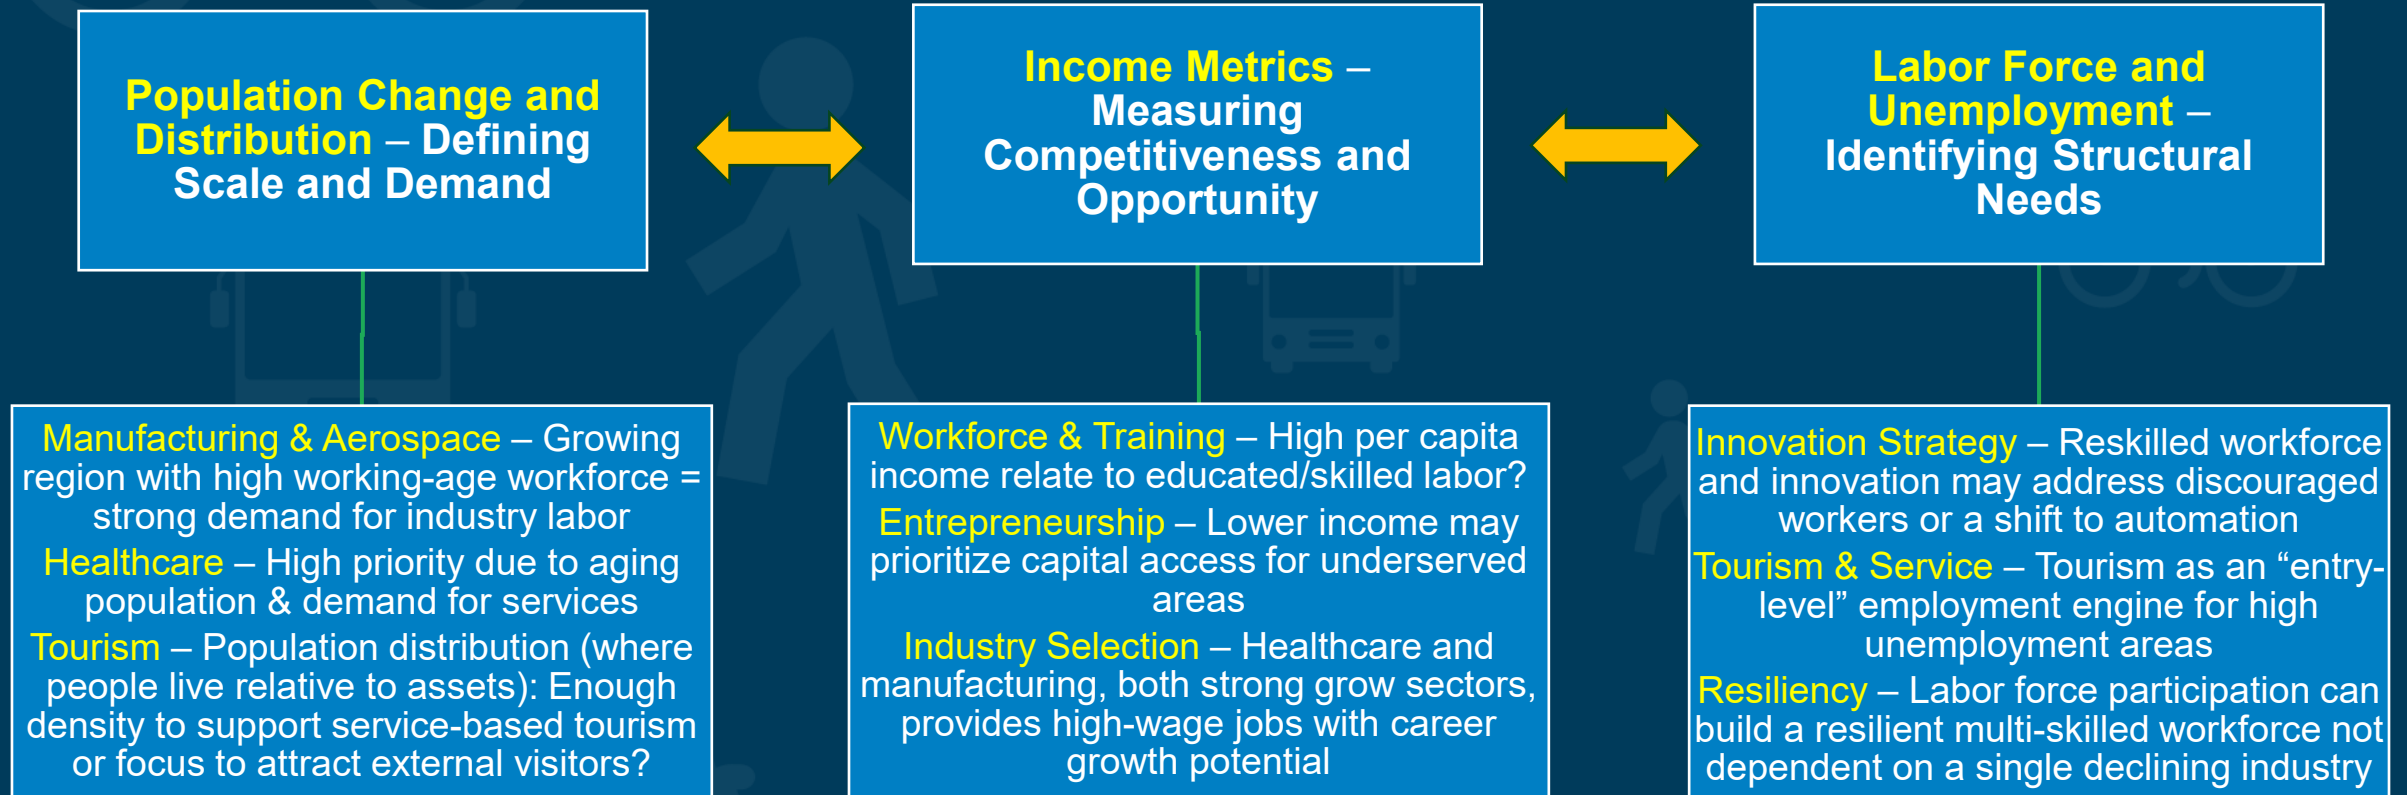 Population Change and
Distribution – Defining
Scale and Demand
Income Metrics –
Measuring
Competitiveness and
Opportunity
Labor Force and
Unemployment –
Identifying Structural
Needs
Manufacturing & Aerospace – Growing
region with high working-age workforce =
strong demand for industry labor
Healthcare – High priority due to aging
population & demand for services
Tourism – Population distribution (where
people live relative to assets): Enough
density to support service-based tourism
or focus to attract external visitors?
Workforce & Training – High per capita
income relate to educated/skilled labor?
Entrepreneurship – Lower income may
prioritize capital access for underserved
areas
Industry Selection – Healthcare and
manufacturing, both strong grow sectors,
provides high-wage jobs with career
growth potential
Innovation Strategy – Reskilled workforce
and innovation may address discouraged
workers or a shift to automation
Tourism & Service – Tourism as an “entry-
level” employment engine for high
unemployment areas
Resiliency – Labor force participation can
build a resilient multi-skilled workforce not
dependent on a single declining industry